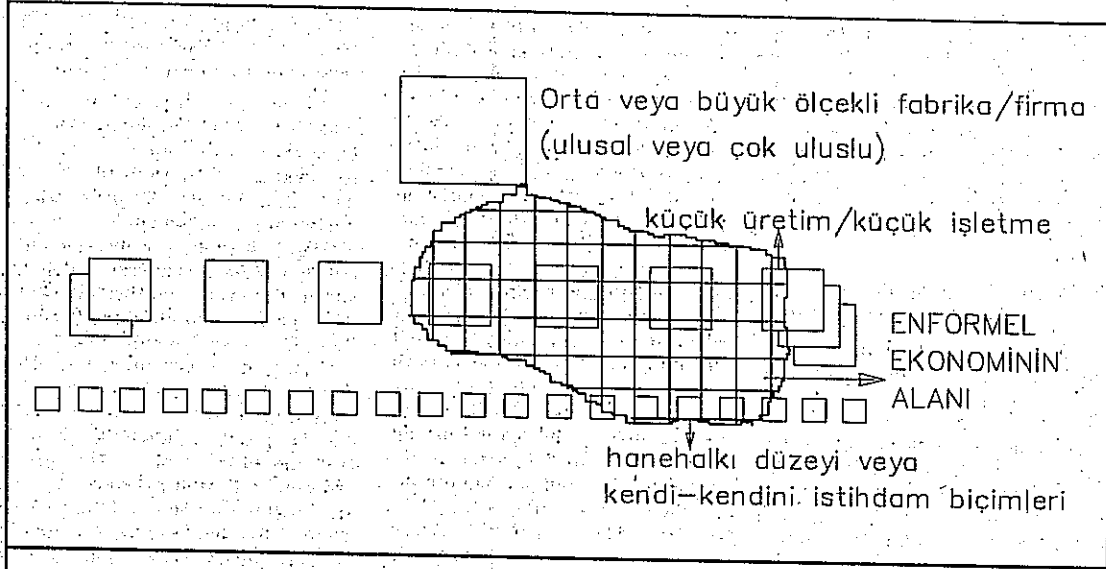 Orta veya büyük ölçekli fabrika/firma
(ulusal veya çok uluslu)
küçük üretim/küçük işletme
ENFORMEL
EKONOMİNİN
ALANI
hanehalkı düzeyi veya
kendi-kendini istihdam biçimleri